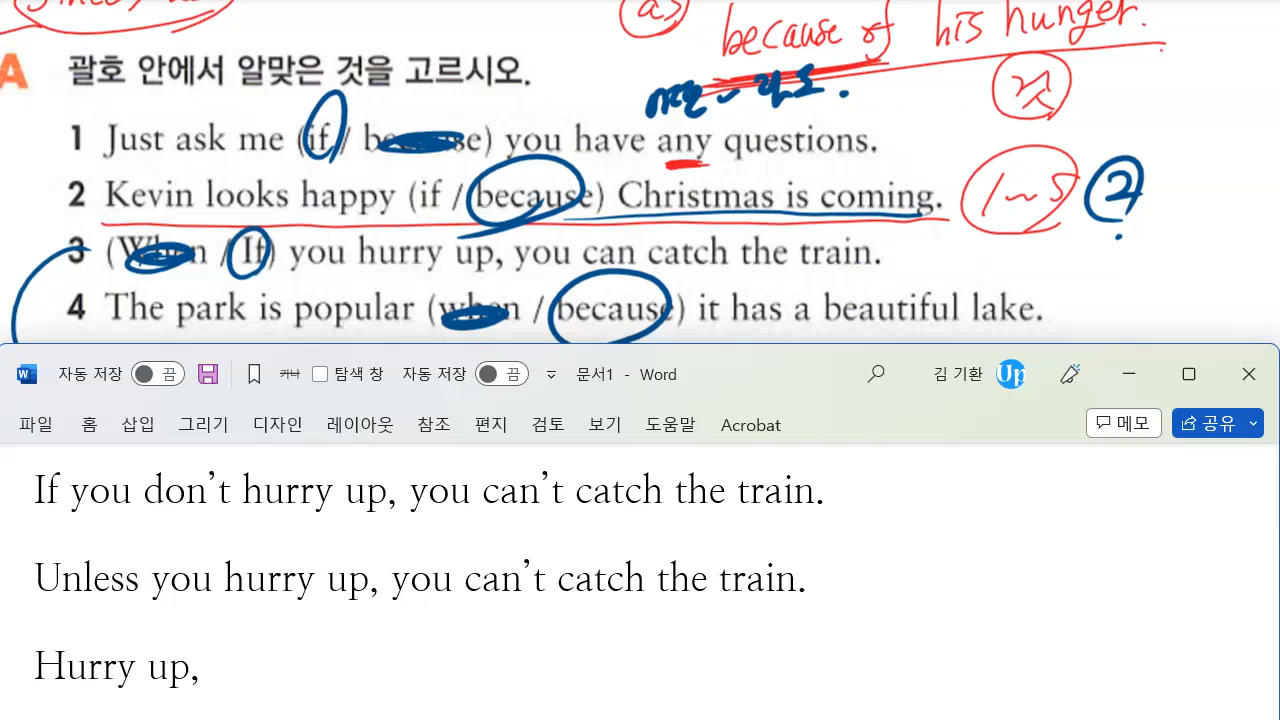 as because of his hunger.
A 괄호 안에서 알맞은 것을 고르시오.
것
1 Just ask me (if / because) you have any questions.
2 Kevin looks happy (if / because) Christmas is coming. 1~5
3 (When / If) you hurry up, you can catch the train.
4 The park is popular (when / because) it has a beautiful lake.
자동 저장 끔 탐색 창 자동 저장 끔 문서1 - Word 김 기환 Up
파일 홈 삽입 그리기 디자인 레이아웃 참조 편지 검토 보기 도움말 Acrobat 메모 공유
If you don't hurry up, you can't catch the train.
Unless you hurry up, you can't catch the train.
Hurry up,